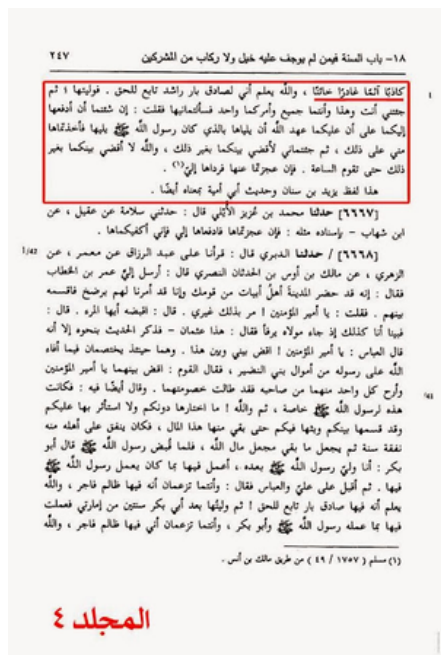 ١٨- باب السنة فيمن لم يوجف عليه خيل ولا ركاب من المشركين ٢٤٧
كاذبًا آثمًا غادرًا خائنًا ، والله يعلم أني لصادق بار راشد تابع للحق . فوليتها ؛ ثم
جئتني أنت وهذا وأنتما جميع وأمركما واحد فسألتمانيها فقلت : إن شئتما أن أدفعها
إليكما على أن عليكما عهد الله أن يلياها بالذي كان رسول الله ﷺ يليها فأخذتماها
مني على ذلك ، ثم جئتماني لأقضي بينكما بغير ذلك ، والله لا أقضي بينكما بغير
ذلك حتى تقوم الساعة . فإن عجزتما عنها فرداها إليّ(١) .
هذا لفظ يزيد بن سنان وحديث أبي أمية بمعناه أيضًا .
[٦٦٦٧] حدثنا محمد بن عُزيز الأيلي قال : حدثني سلامة عن عقيل ، عن
ابن شهاب – بإسناده مثله : فإن عجزتما فادفعاها إلي فإني أكفيكماها .
[٦٦٦٨] / حدثنا الدبري قال : قرأنا على عبد الرزاق عن معمر ، عن
الزهري ، عن مالك بن أوس بن الحدثان النصري قال : أرسل إليَّ عمر بن الخطاب
فقال : إنه قد حضر المدينة أهلُ أبيات من قومك وإنا قد أمرنا لهم برضخ فاقسمه
بينهم . فقلت : يا أمير المؤمنين ! مر بذلك غيري . قال : اقبضه أيها المرء . قال :
فبينا أنا كذلك إذ جاء مولاه يرفأ فقال : هذا عثمان – فذكر الحديث بنحوه إلا أنه
قال العباس : يا أمير المؤمنين ! اقض بيني وبين هذا . وهما حينئذ يختصمان فيما أفاء
الله على رسوله من أموال بني النضير ، فقال القوم : اقض بينهما يا أمير المؤمنين
وأرح كل واحد منهما من صاحبه فقد طالت خصومتهما . وقال أيضًا فيه : فكانت
هذه لرسول الله ﷺ خاصة ، ثم والله ! ما اختارها دونكم ولا استأثر بها عليكم
وقد قسمها بينكم وبثها فيكم حتى بقي منها هذا المال ، فكان ينفق على أهله منه
نفقة سنة ثم يجعل ما بقي مجعل مال الله ، فلما قُبض رسول الله ﷺ قال أبو
بكر : أنا وليّ رسول الله ﷺ بعده ، أعمل فيها بما كان يعمل رسول الله ﷺ
فيها . ثم أقبل على عليّ والعباس فقال : وأنتما تزعمان أنه فيها ظالم فاجر ، والله
يعلم أنه فيها صادق بار تابع للحق ! ثم وليتُها بعد أبي بكر سنتين من إمارتي فعملت
فيها بما عمله رسول الله ﷺ وأبو بكر ، وأنتما تزعمان أني فيها ظالم فاجر ، والله
(١) مسلم ( ١٧٥٧ / ٤٩ ) من طريق مالك بن أنس .
المجلد ٤